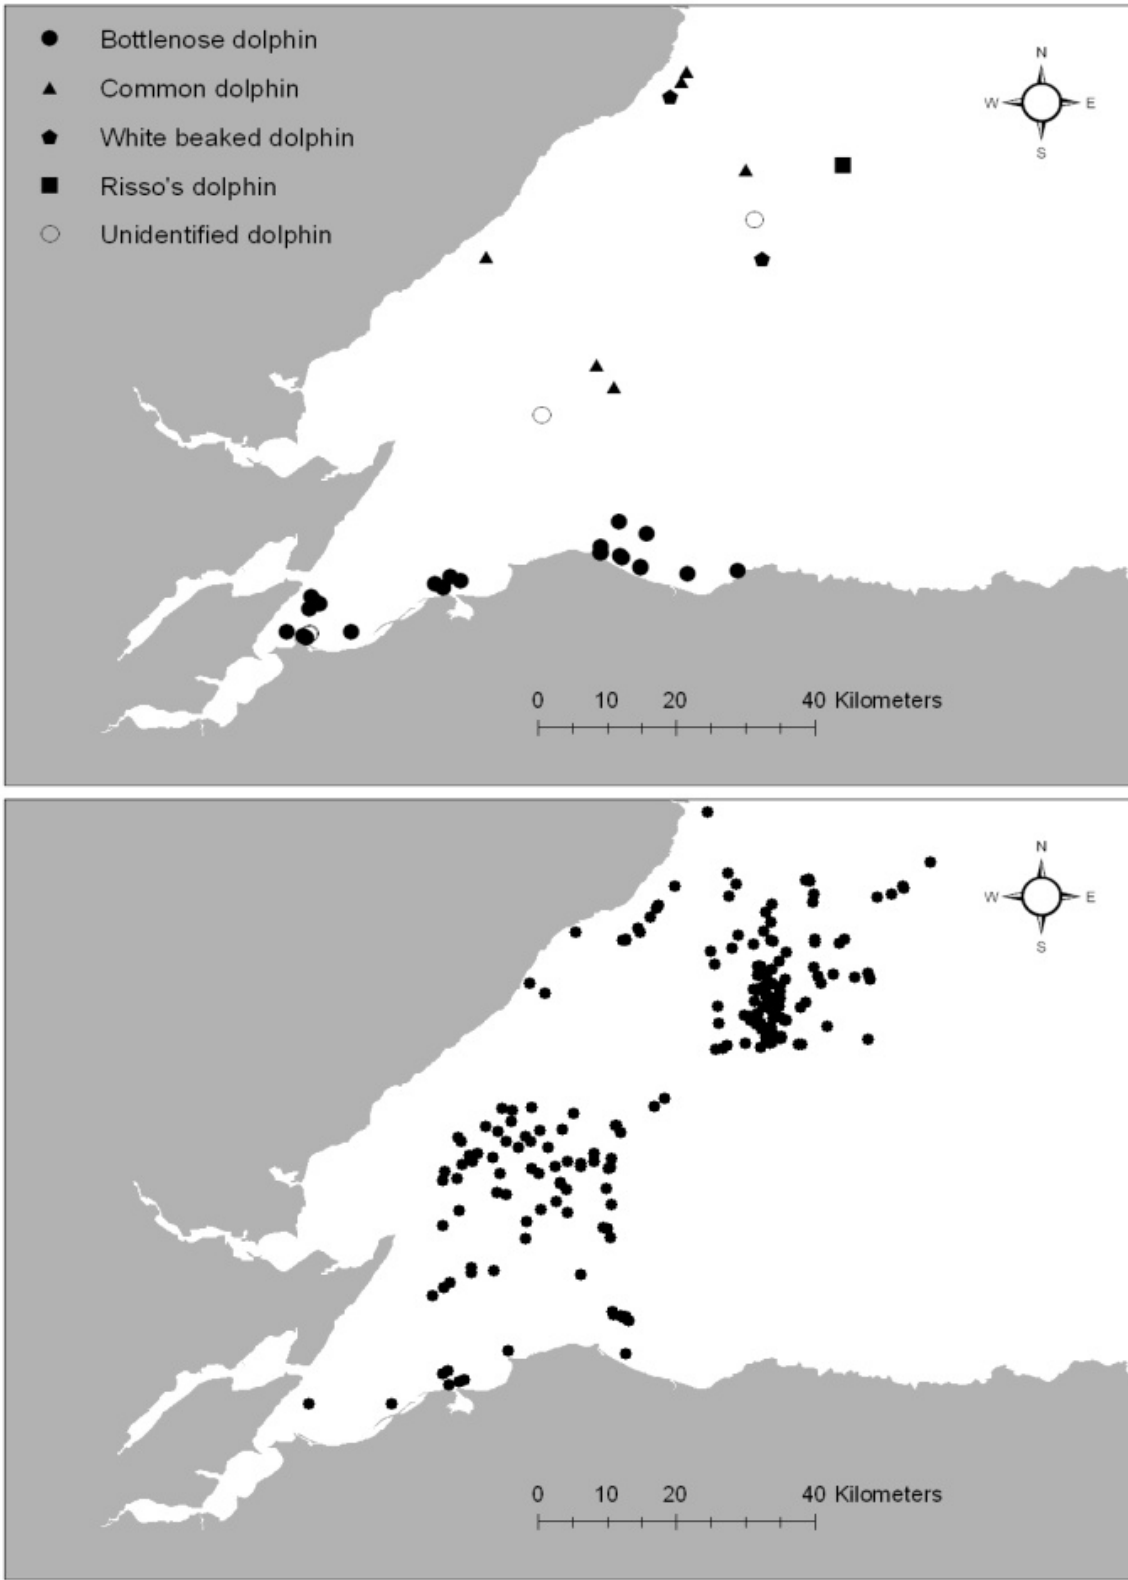 Bottlenose dolphin
Common dolphin
White beaked dolphin
Risso's dolphin
Unidentified dolphin
N
W E
S
0 10 20 40 Kilometers
N
W E
S
0 10 20 40 Kilometers